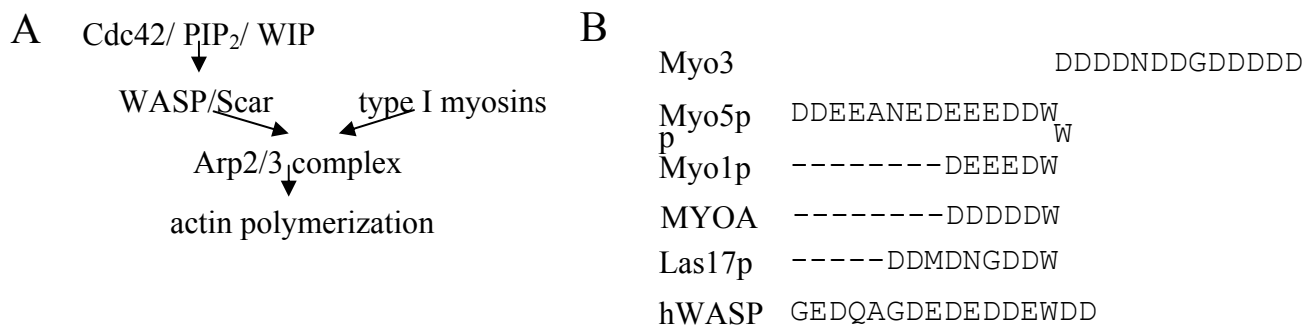 A
Cdc42/ PIP2/ WIP
WASP/Scar type I myosins
Arp2/3 complex
actin polymerization
B
Myo3 DDDDNDDGDDDDD
Myo5p DDEEANEDEEEDDW
p W
Myo1p --------DEEEDW
MYOA --------DDDDDW
Las17p -----DDMDNGDDW
hWASP GEDQAGDEDEDDEWDD